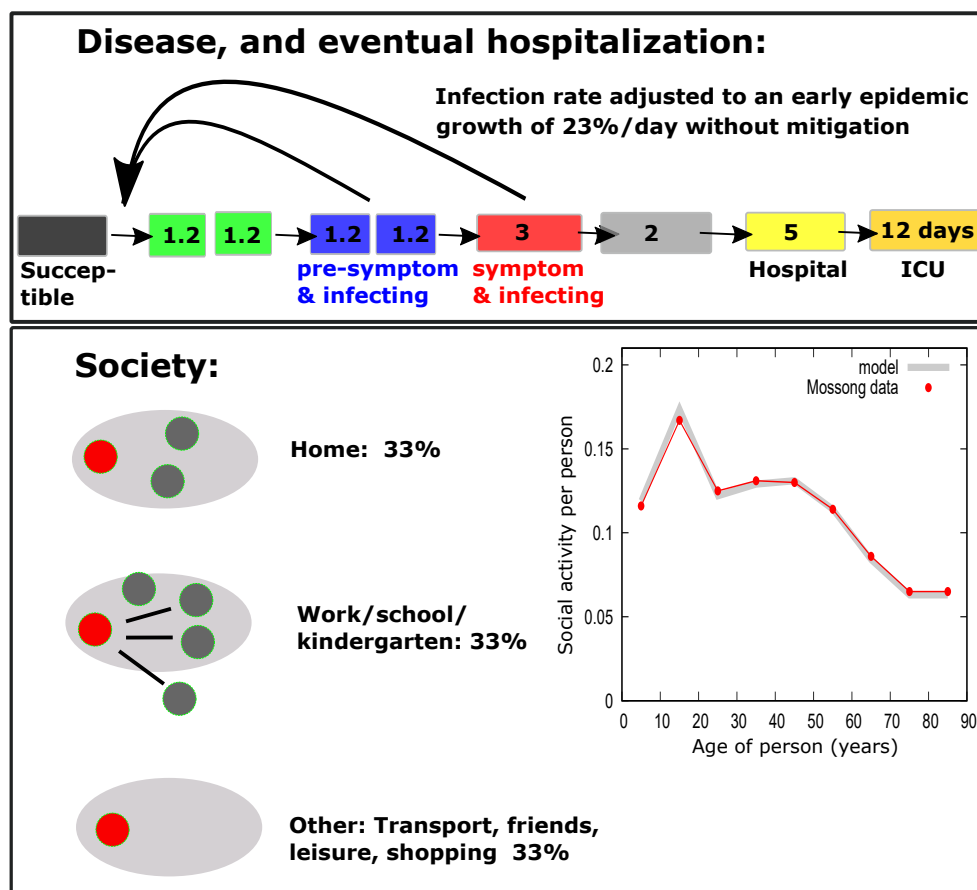 Disease, and eventual hospitalization:
Infection rate adjusted to an early epidemic
growth of 23%/day without mitigation
1.2 1.2 1.2 1.2 3 2 5 12 days
Succep-
tible
pre-symptom
& infecting
symptom
& infecting
Hospital
ICU
Society:
Home: 33%
Work/school/
kindergarten: 33%
Other: Transport, friends,
leisure, shopping 33%
model
Mossong data
Social activity per person
0.2
0.15
0.1
0.05
0
0 10 20 30 40 50 60 70 80 90
Age of person (years)